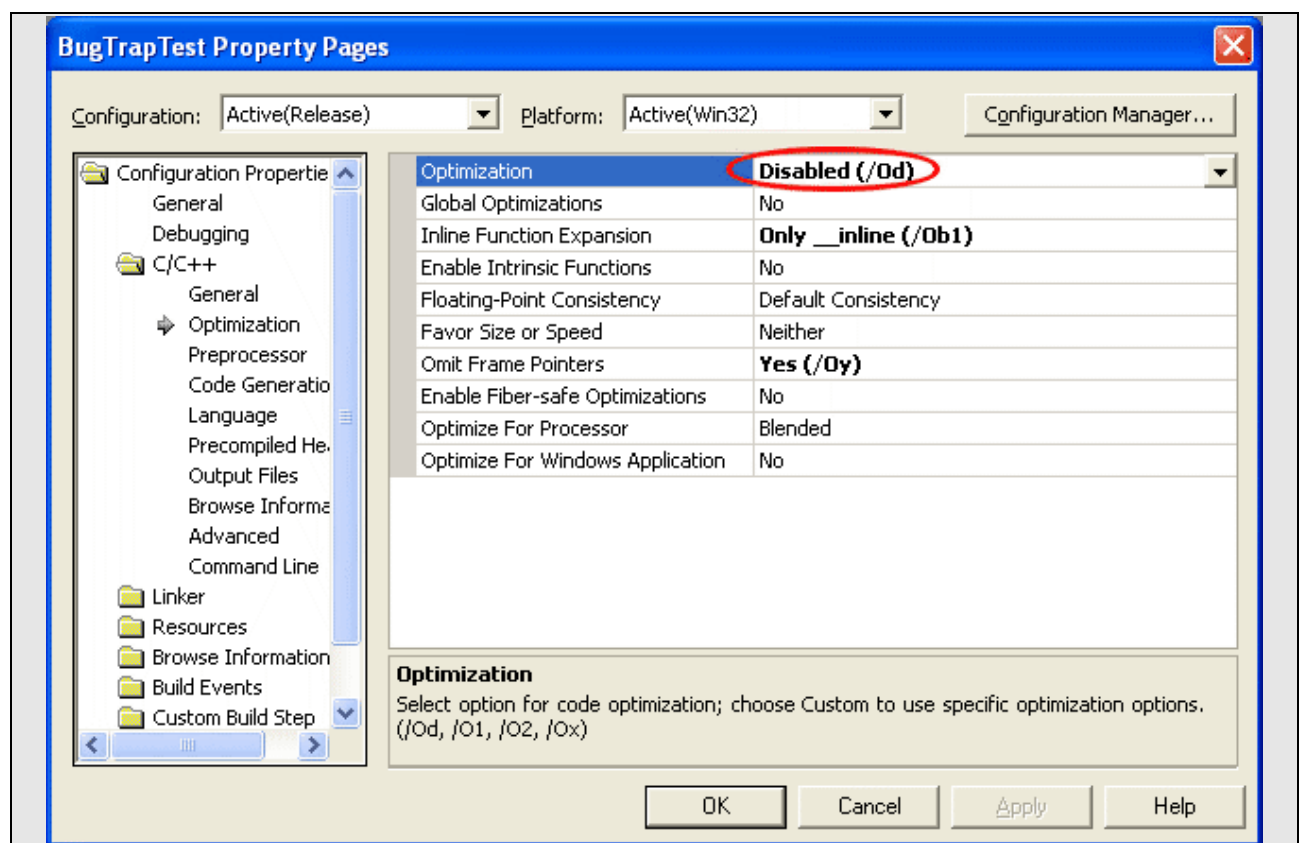 BugTrapTest Property Pages
Configuration: Active(Release) Platform: Active(Win32) Configuration Manager...
Configuration Propertie
General
Debugging
C/C++
General
Optimization
Preprocessor
Code Generatio
Language
Precompiled He
Output Files
Browse Informa
Advanced
Command Line
Linker
Resources
Browse Information
Build Events
Custom Build Step
Optimization Disabled (/Od)
Global Optimizations No
Inline Function Expansion Only __inline (/Ob1)
Enable Intrinsic Functions No
Floating-Point Consistency Default Consistency
Favor Size or Speed Neither
Omit Frame Pointers Yes (/Oy)
Enable Fiber-safe Optimizations No
Optimize For Processor Blended
Optimize For Windows Application No
Optimization
Select option for code optimization; choose Custom to use specific optimization options.
(/Od, /O1, /O2, /Ox)
OK Cancel Apply Help